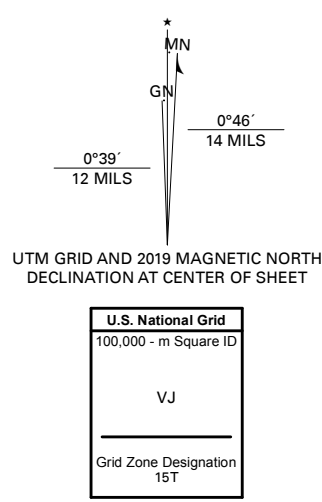 ★
MN
GN
0°46´
14 MILS
0°39´
12 MILS
UTM GRID AND 2019 MAGNETIC NORTH
DECLINATION AT CENTER OF SHEET
U.S. National Grid
100,000 - m Square ID
VJ
Grid Zone Designation
15T